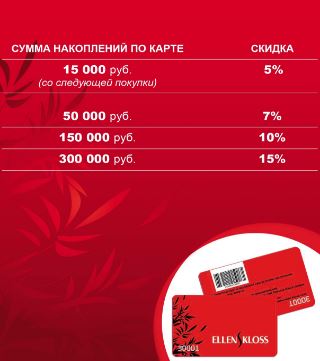 СУММА НАКОПЛЕНИЙ ПО КАРТЕ СКИДКА
15 000 руб. 5%
(со следующей покупки)
50 000 руб. 7%
150 000 руб. 10%
300 000 руб. 15%
30001
30001 ELLEN KLOSS